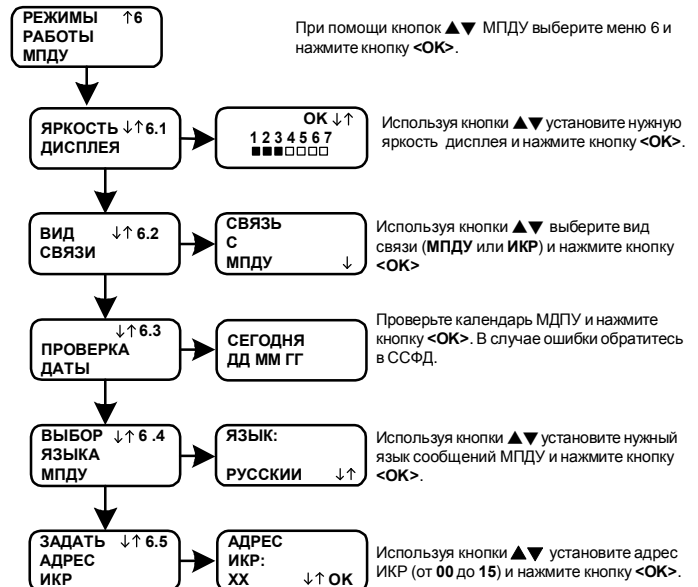 РЕЖИМЫ ↑6
РАБОТЫ
МПДУ
При помощи кнопок ▲▼ МПДУ выберите меню 6 и
нажмите кнопку <OK>.
ЯРКОСТЬ ↓↑6.1
ДИСПЛЕЯ
OK ↓↑
1 2 3 4 5 6 7
■■■□□□□
Используя кнопки ▲▼ установите нужную
яркость дисплея и нажмите кнопку <OK>.
ВИД ↓↑ 6.2
СВЯЗИ
СВЯЗЬ
С
МПДУ ↓
Используя кнопки ▲▼ выберите вид
связи (МПДУ или ИКР) и нажмите кнопку
<OK>
↓↑6.3
ПРОВЕРКА
ДАТЫ
СЕГОДНЯ
ДД ММ ГГ
Проверьте календарь МДПУ и нажмите
кнопку <OK>. В случае ошибки обратитесь
в ССФД.
ВЫБОР ↓↑ 6 .4
ЯЗЫКА
МПДУ
ЯЗЫК:
РУССКИИ ↓↑
Используя кнопки ▲▼ установите нужный
язык сообщений МПДУ и нажмите кнопку
<OK>.
ЗАДАТЬ ↓↑ 6.5
АДРЕС
ИКР
АДРЕС
ИКР:
XX ↓↑ OK
Используя кнопки ▲▼ установите адрес
ИКР (от 00 до 15) и нажмите кнопку <OK>.